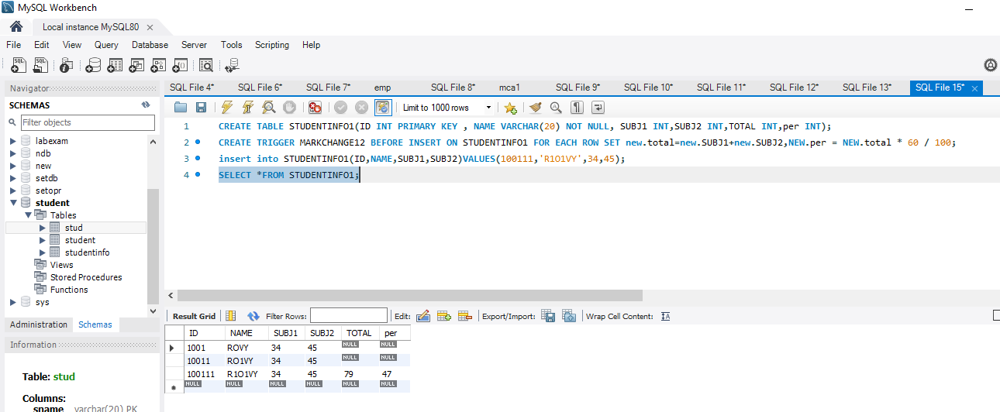 MySQL Workbench
Local instance MySQL80
File Edit View Query Database Server Tools Scripting Help
Navigator
SCHEMAS
Filter objects
labexam
ndb
new
setdb
setopr
student
Tables
stud
student
studentinfo
Views
Stored Procedures
Functions
sys
Administration Schemas
Information
Table: stud
Columns:
sname varchar(20) PK
SQL File 4* SQL File 6* SQL File 7* emp SQL File 8* mca1 SQL File 9* SQL File 10* SQL File 11* SQL File 12* SQL File 13* SQL File 15*
Limit to 1000 rows
1 CREATE TABLE STUDENTINFO1(ID INT PRIMARY KEY , NAME VARCHAR(20) NOT NULL, SUBJ1 INT,SUBJ2 INT,TOTAL INT,per INT);
2 CREATE TRIGGER MARKCHANGE12 BEFORE INSERT ON STUDENTINFO1 FOR EACH ROW SET new.total=new.SUBJ1+new.SUBJ2,NEW.per = NEW.total * 60 / 100;
3 insert into STUDENTINFO1(ID,NAME,SUBJ1,SUBJ2)VALUES(100111,'R1O1VY',34,45);
4 SELECT *FROM STUDENTINFO1;
Result Grid Filter Rows: Edit: Export/Import: Wrap Cell Content:
ID NAME SUBJ1 SUBJ2 TOTAL per
1001 ROVY 34 45 NULL NULL
10011 RO1VY 34 45 NULL NULL
100111 R1O1VY 34 45 79 47
NULL NULL NULL NULL NULL NULL